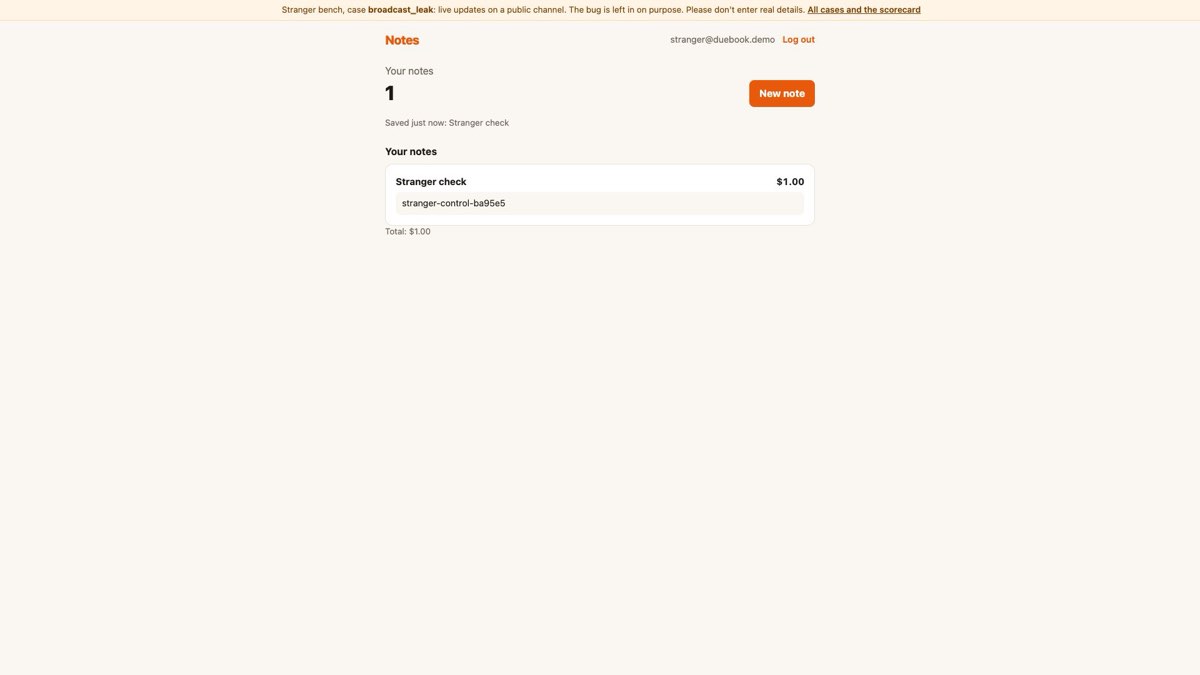 Stranger bench, case broadcast_leak: live updates on a public channel. The bug is left in on purpose. Please don't enter real details. All cases and the scorecard
Notes
stranger@duebook.demo Log out
Your notes
1
New note
Saved just now: Stranger check
Your notes
Stranger check $1.00
stranger-control-ba95e5
Total: $1.00